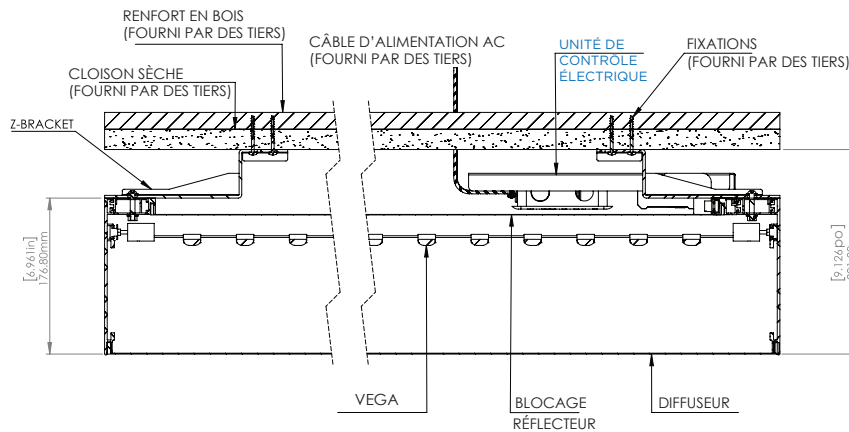 RENFORT EN BOIS
(FOURNI PAR DES TIERS)
CÂBLE D'ALIMENTATION AC
(FOURNI PAR DES TIERS)
UNITÉ DE
CONTRÔLE
ÉLECTRIQUE
FIXATIONS
(FOURNI PAR DES TIERS)
CLOISON SÈCHE
(FOURNI PAR DES TIERS)
Z-BRACKET
[6.961in]
176.80mm
[9.126po]
VEGA
BLOCAGE
RÉFLECTEUR
DIFFUSEUR